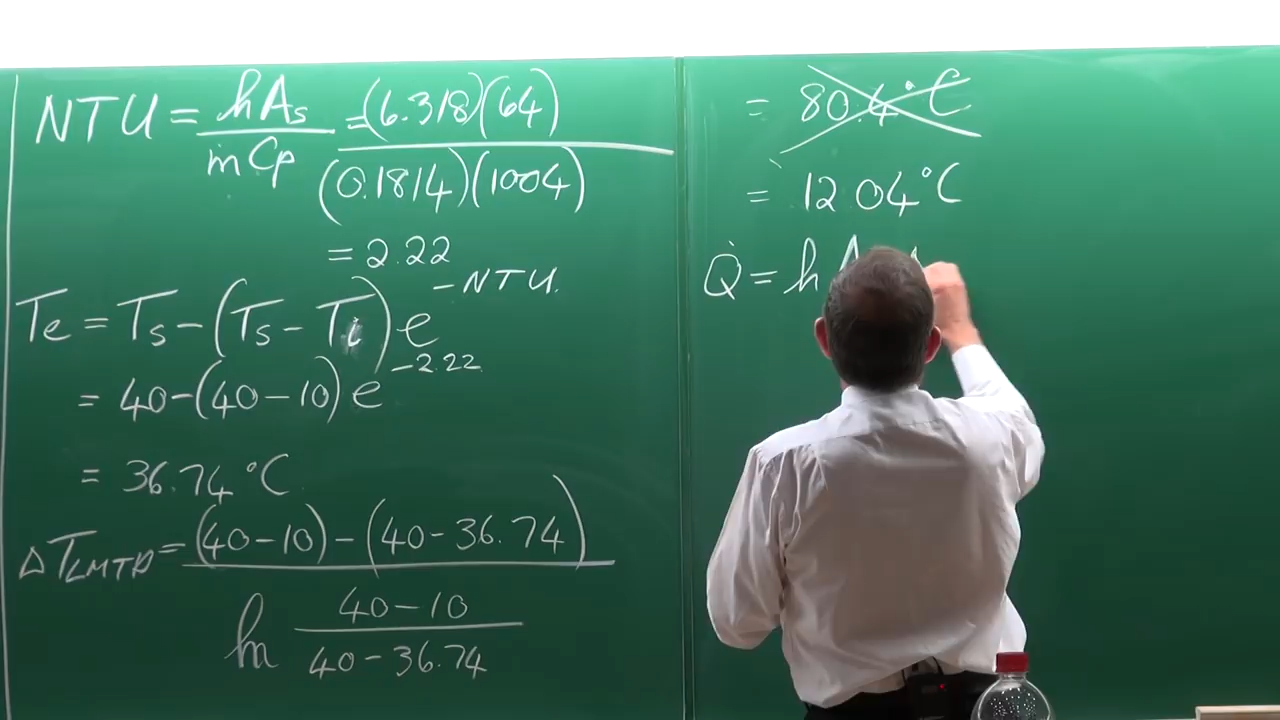 NTU = hAs / ṁCp = (6.318)(64) / (0.1814)(1004)
= 2.22
Te = Ts - (Ts - Ti) e^-NTU.
= 40 - (40 - 10) e^-2.22
= 36.74 °C
ΔTLMTD = (40 - 10) - (40 - 36.74) / ln (40 - 10 / 40 - 36.74)
= 80.4 °C
= 12.04 °C
Q̇ = h A